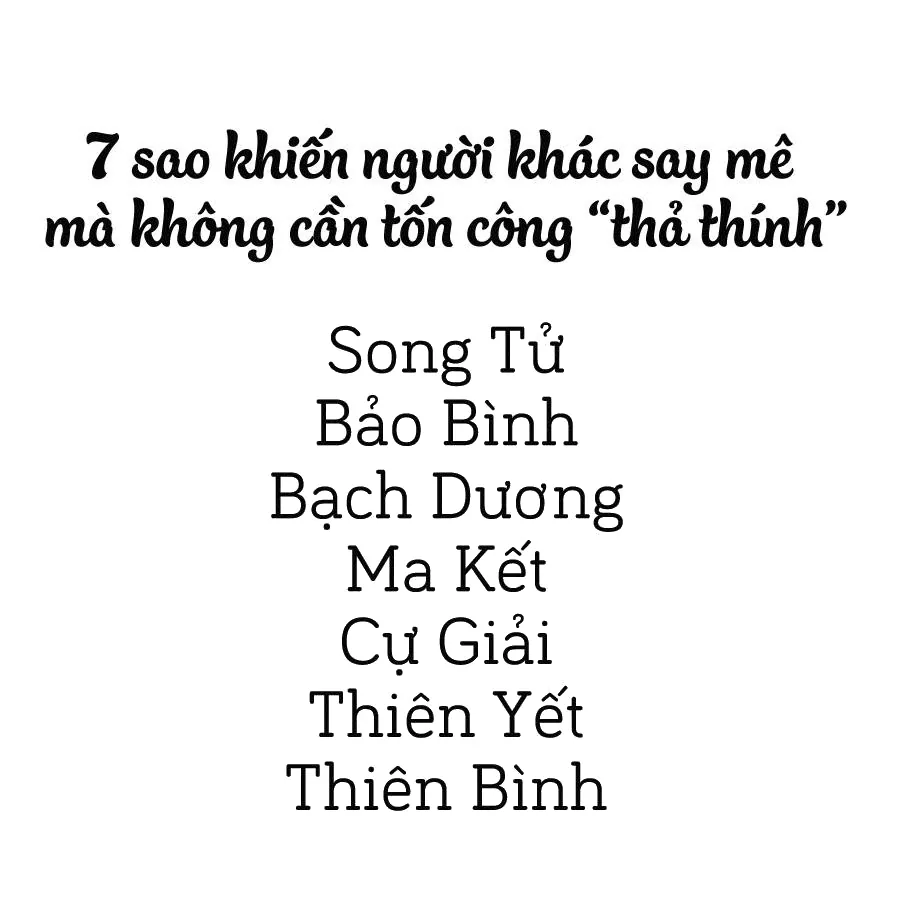 7 sao khiến người khác say mê
mà không cần tốn công “thả thính”
Song Tử
Bảo Bình
Bạch Dương
Ma Kết
Cự Giải
Thiên Yết
Thiên Bình